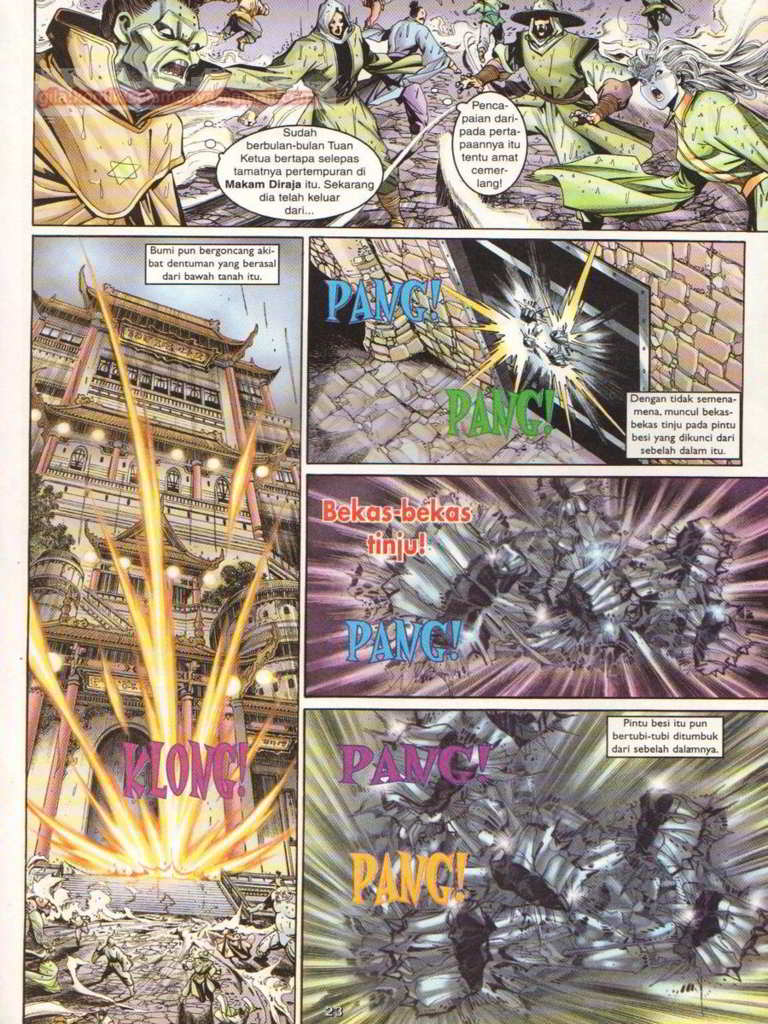 Sudah
berbulan-bulan Tuan
Ketua bertapa selepas
tamatnya pertempuran di
Makam Diraja itu. Sekarang
dia telah keluar
dari...
Penca-
paian dari-
pada perta-
paannya itu
tentu amat
cemer-
lang!
Bumi pun bergoncang aki-
bat dentuman yang berasal
dari bawah tanah itu.
KLONG!
PANG!
PANG!
Dengan tidak semena-
mena, muncul bekas-
bekas tinju pada pintu
besi yang dikunci dari
sebelah dalam itu.
Bekas-bekas
tinju!
PANG!
Pintu besi itu pun
bertubi-tubi ditumbuk
dari sebelah dalamnya.
PANG!
PANG!
23